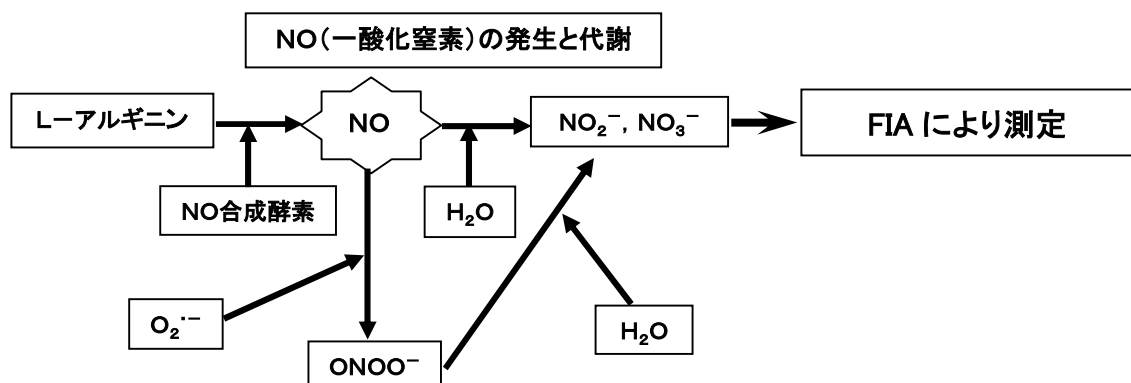 NO(一酸化窒素)の発生と代謝
L－アルギニン
NO
NO₂⁻, NO₃⁻
FIA により測定
NO合成酵素
H₂O
O₂·⁻
H₂O
ONOO⁻